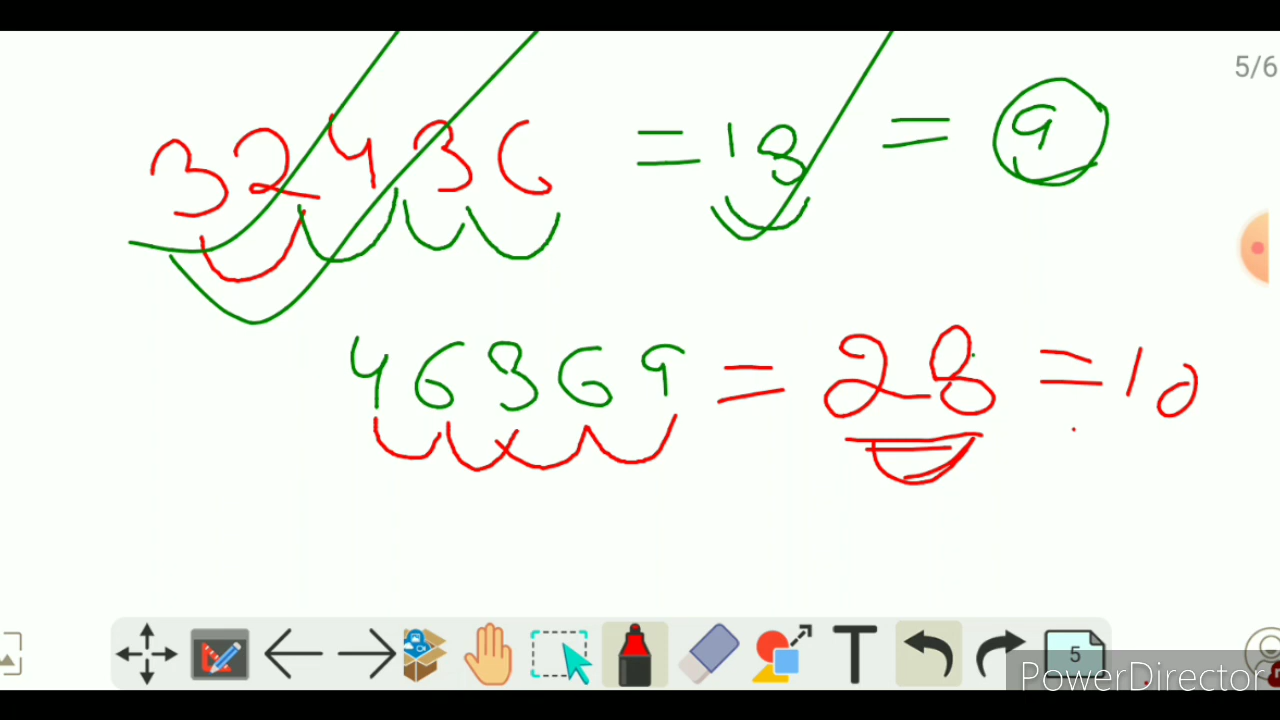 5/6
32436 = 18 = 9
46369 = 28 = 10
T
5
PowerDirector